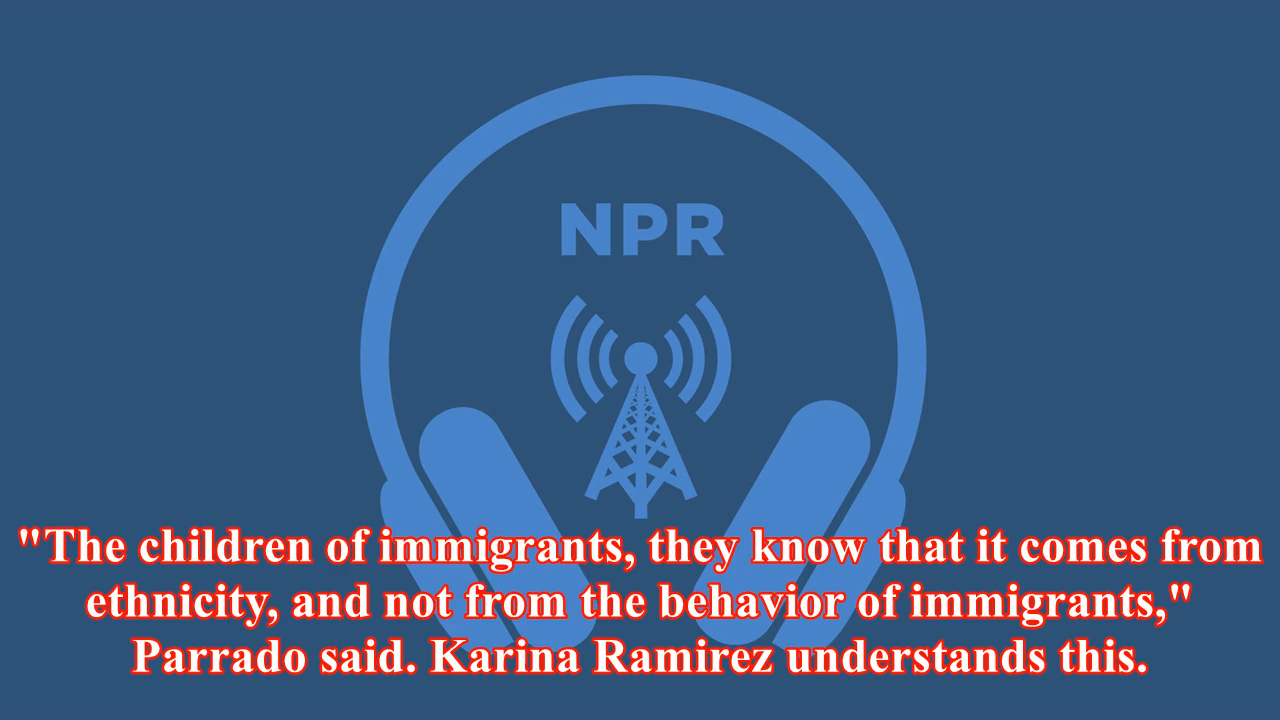 NPR
"The children of immigrants, they know that it comes from
ethnicity, and not from the behavior of immigrants,"
Parrado said. Karina Ramirez understands this.